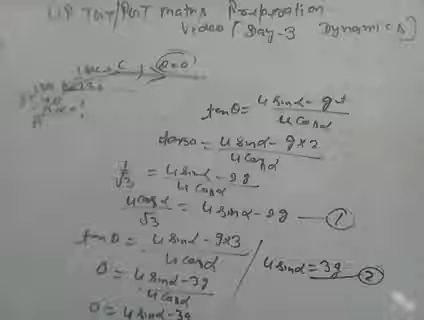 UP TGT/PGT maths Preparation
Video [Day-3 Dynamics]
(θ=0)
tanθ = (u sinα - gt) / (u cosα)
tan30 = (u sinα - g×2) / (u cosα)
1/√3 = (u sinα - 2g) / (u cosα)
u cosα / √3 = u sinα - 2g — ①
tan0 = (u sinα - g×3) / (u cosα)
0 = (u sinα - 3g) / (u cosα) / u sinα = 3g ②
0 = u sinα - 3g